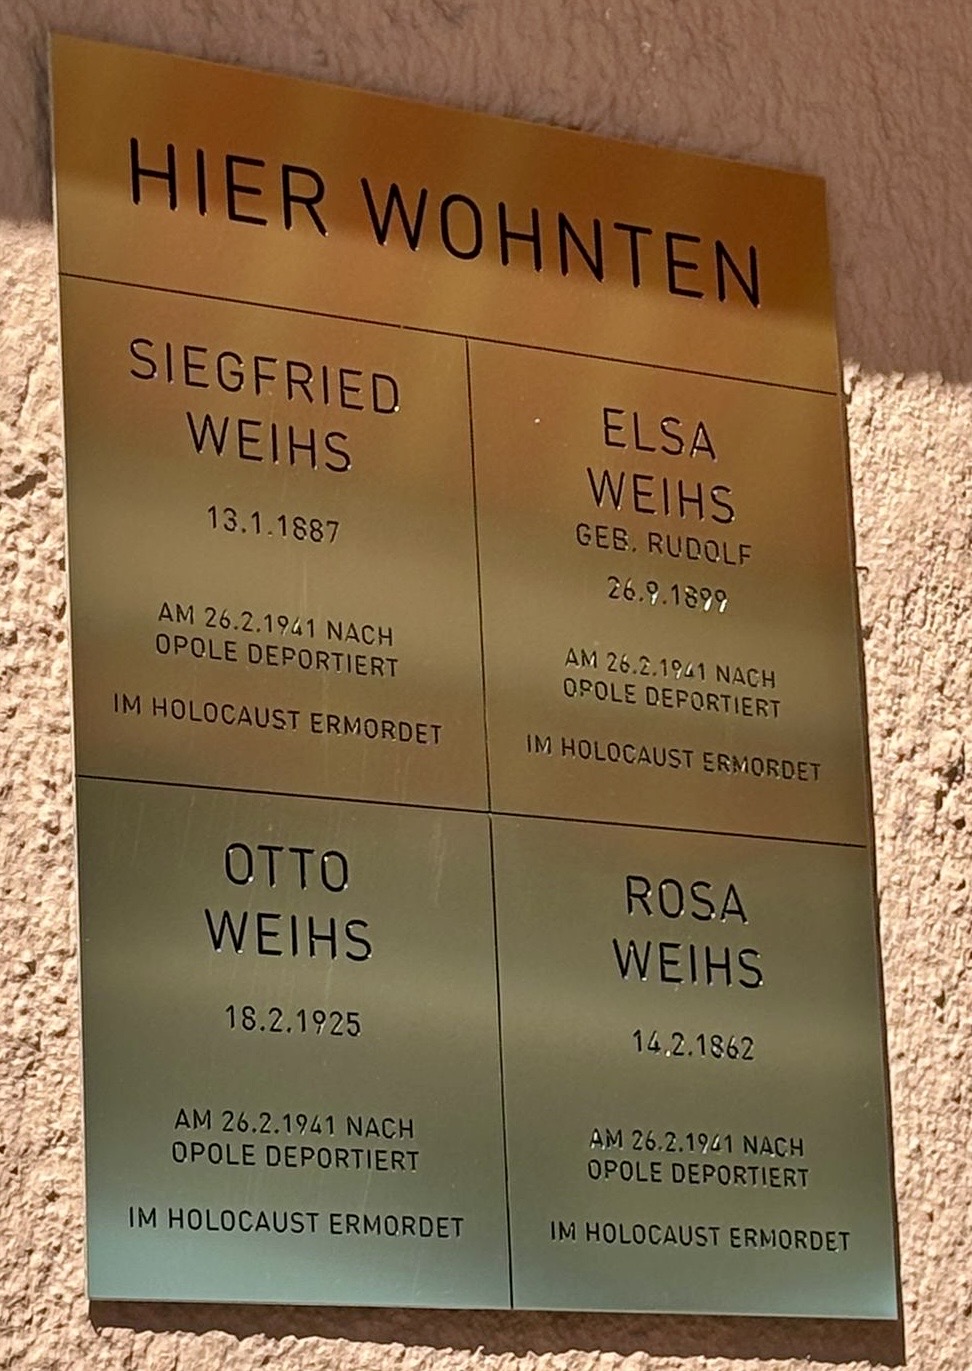 HIER WOHNTEN
SIEGFRIED
WEIHS
13.1.1887
AM 26.2.1941 NACH
OPOLE DEPORTIERT
IM HOLOCAUST ERMORDET
ELSA
WEIHS
GEB. RUDOLF
26.9.1899
AM 26.2.1941 NACH
OPOLE DEPORTIERT
IM HOLOCAUST ERMORDET
OTTO
WEIHS
18.2.1925
AM 26.2.1941 NACH
OPOLE DEPORTIERT
IM HOLOCAUST ERMORDET
ROSA
WEIHS
14.2.1862
AM 26.2.1941 NACH
OPOLE DEPORTIERT
IM HOLOCAUST ERMORDET